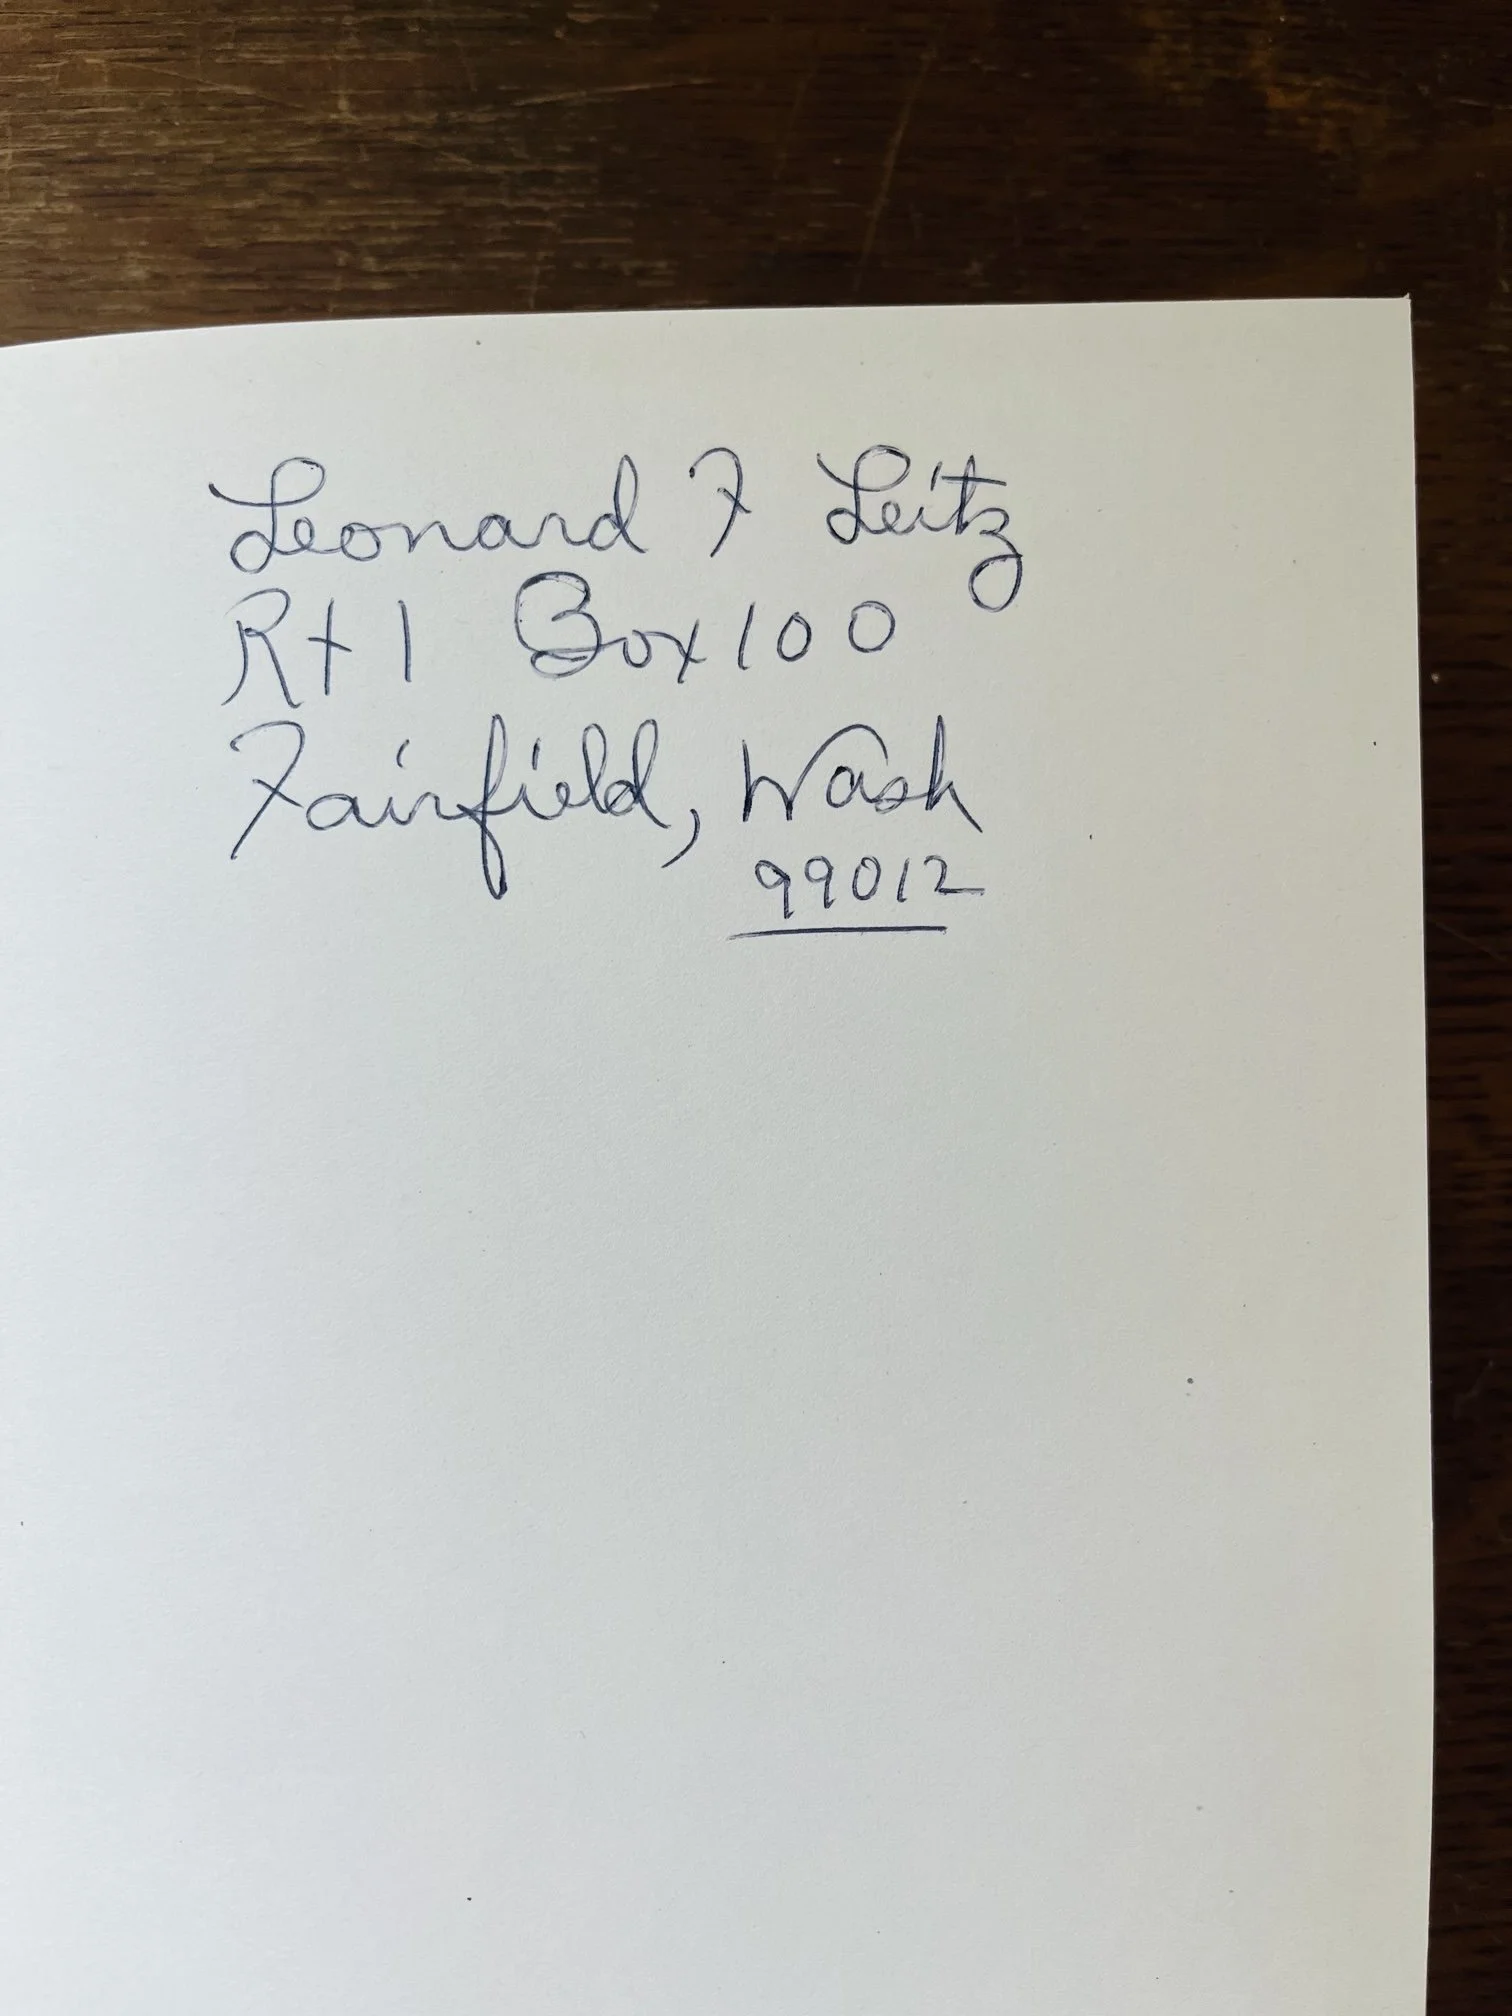 Leonard F Leitz
Rt 1 Box 100
Fairfield, Wash
99012